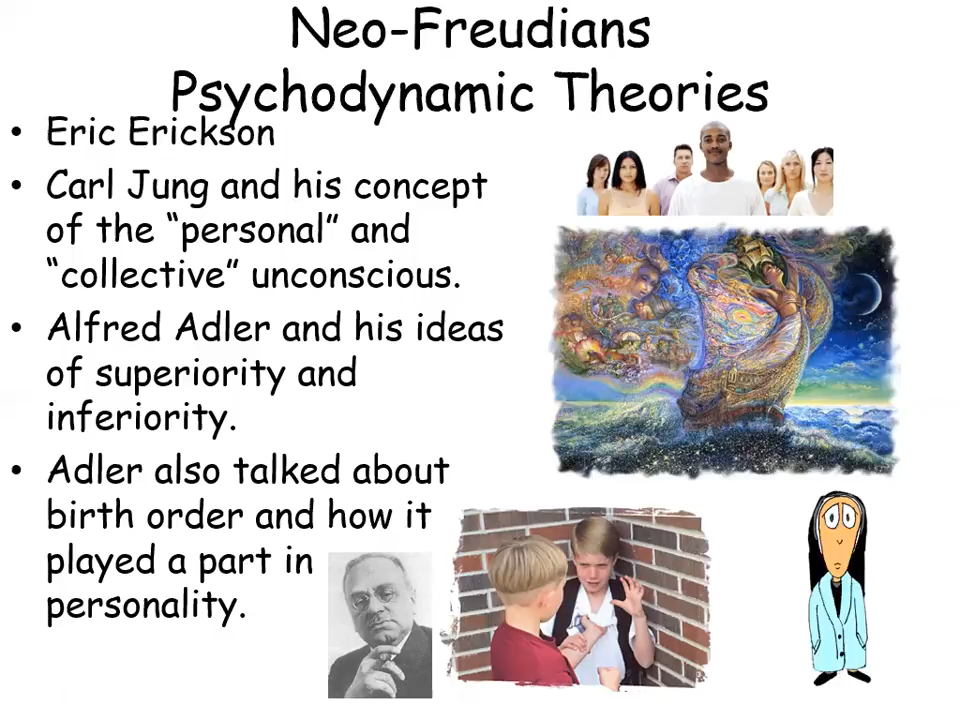 Neo-Freudians
Psychodynamic Theories
• Eric Erickson
• Carl Jung and his concept
of the “personal” and
“collective” unconscious.
• Alfred Adler and his ideas
of superiority and
inferiority.
• Adler also talked about
birth order and how it
played a part in
personality.